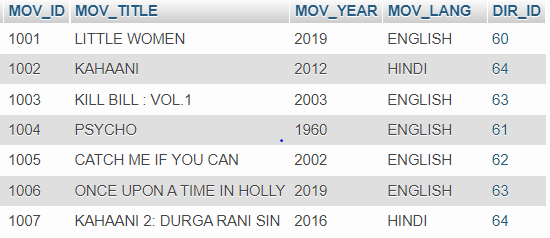 MOV_ID MOV_TITLE MOV_YEAR MOV_LANG DIR_ID
1001 LITTLE WOMEN 2019 ENGLISH 60
1002 KAHAANI 2012 HINDI 64
1003 KILL BILL : VOL.1 2003 ENGLISH 63
1004 PSYCHO 1960 ENGLISH 61
1005 CATCH ME IF YOU CAN 2002 ENGLISH 62
1006 ONCE UPON A TIME IN HOLLY 2019 ENGLISH 63
1007 KAHAANI 2: DURGA RANI SIN 2016 HINDI 64